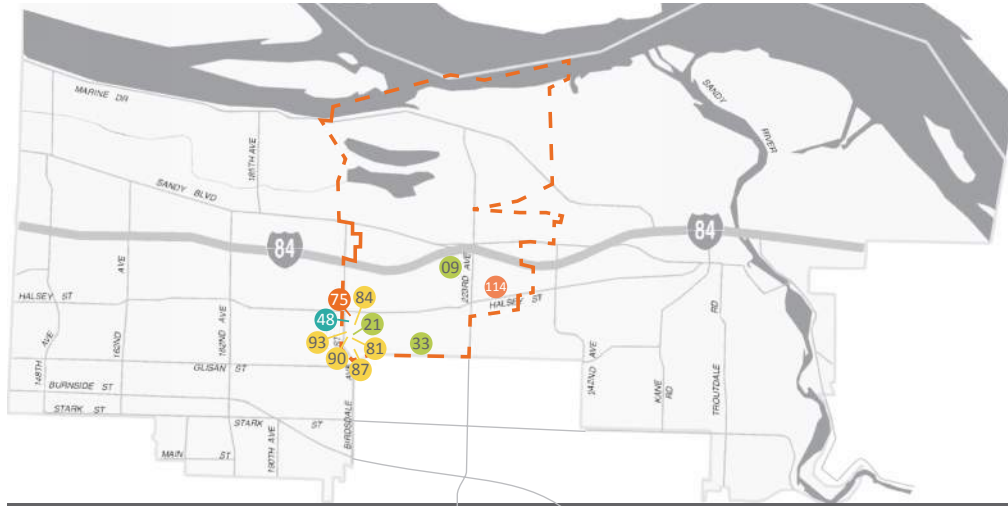 MARINE DR
SANDY
RIVER
185TH AVE
SANDY BLVD
84
84
09
223RD AVE
114
HALSEY ST
AVE
HALSEY ST
75
84
48
21
93
ST
81
33
90
87
AVE
148TH
162ND
182ND AVE
GLISAN ST
AVE
BIRDSDALE
242ND AVE
KANE
RD
TROUTDALE
RD
BURNSIDE ST
STARK ST
STARK ST
MAIN ST
190TH AVE